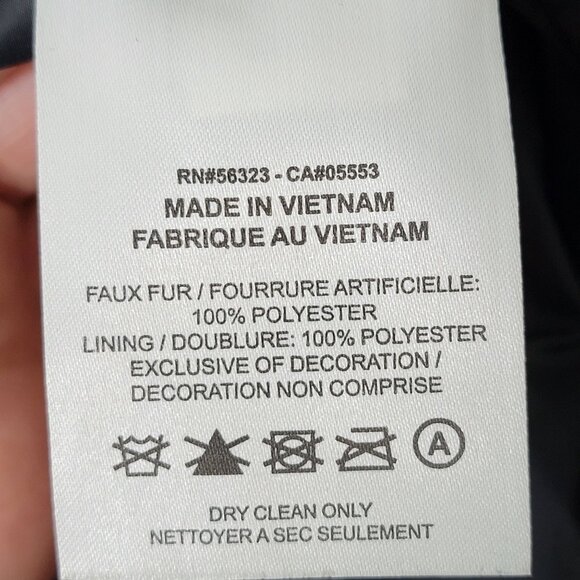 RN#56323 - CA#05553
MADE IN VIETNAM
FABRIQUE AU VIETNAM
FAUX FUR / FOURRURE ARTIFICIELLE:
100% POLYESTER
LINING / DOUBLURE: 100% POLYESTER
EXCLUSIVE OF DECORATION /
DECORATION NON COMPRISE
A
DRY CLEAN ONLY
NETTOYER A SEC SEULEMENT